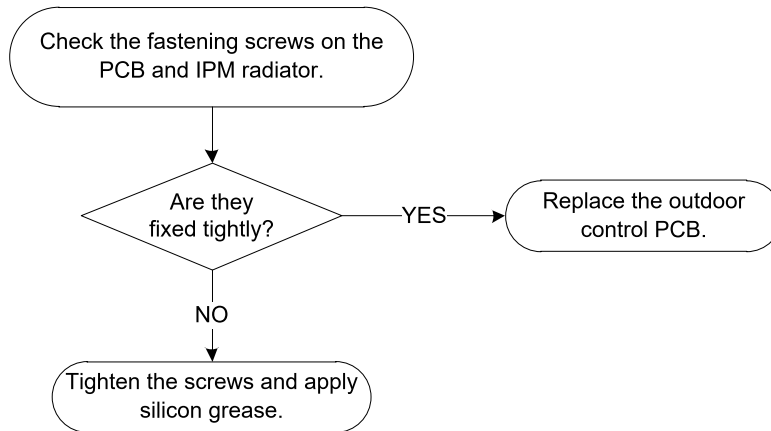 Check the fastening screws on the
PCB and IPM radiator.
Are they
fixed tightly?
YES
Replace the outdoor
control PCB.
NO
Tighten the screws and apply
silicon grease.